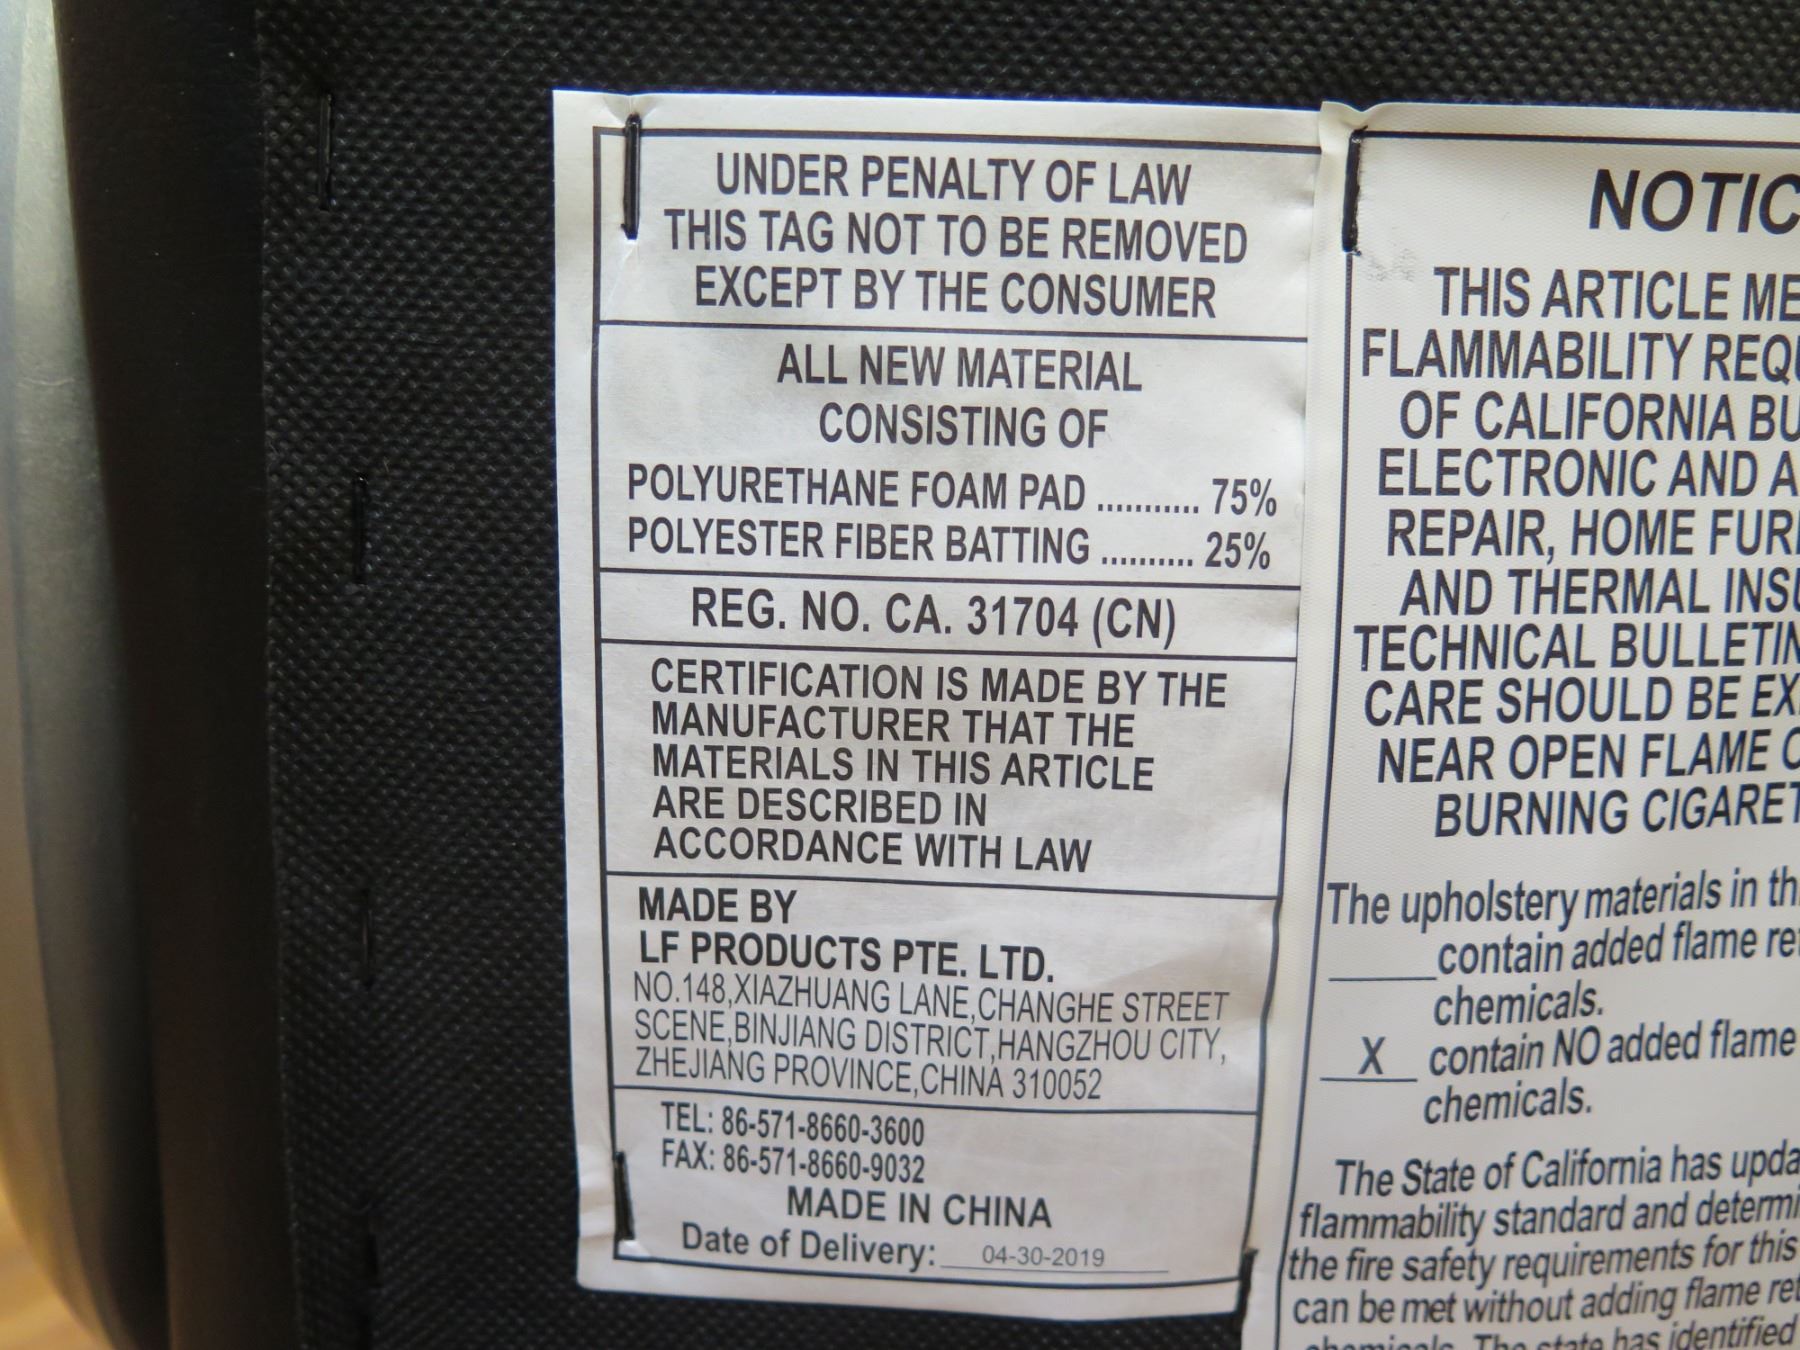 UNDER PENALTY OF LAW
THIS TAG NOT TO BE REMOVED
EXCEPT BY THE CONSUMER
ALL NEW MATERIAL
CONSISTING OF
POLYURETHANE FOAM PAD ........... 75%
POLYESTER FIBER BATTING .......... 25%
REG. NO. CA. 31704 (CN)
CERTIFICATION IS MADE BY THE
MANUFACTURER THAT THE
MATERIALS IN THIS ARTICLE
ARE DESCRIBED IN
ACCORDANCE WITH LAW
MADE BY
LF PRODUCTS PTE. LTD.
NO.148,XIAZHUANG LANE,CHANGHE STREET
SCENE,BINJIANG DISTRICT,HANGZHOU CITY,
ZHEJIANG PROVINCE,CHINA 310052
TEL: 86-571-8660-3600
FAX: 86-571-8660-9032
MADE IN CHINA
Date of Delivery: 04-30-2019
NOTIC
THIS ARTICLE ME
FLAMMABILITY REQU
OF CALIFORNIA BU
ELECTRONIC AND A
REPAIR, HOME FUR
AND THERMAL INSU
TECHNICAL BULLETIN
CARE SHOULD BE EX
NEAR OPEN FLAME O
BURNING CIGARET
The upholstery materials in th
contain added flame ret
chemicals.
X contain NO added flame
chemicals.
The State of California has upda
flammability standard and determi
the fire safety requirements for this
can be met without adding flame ret
chemicals. The state has identified